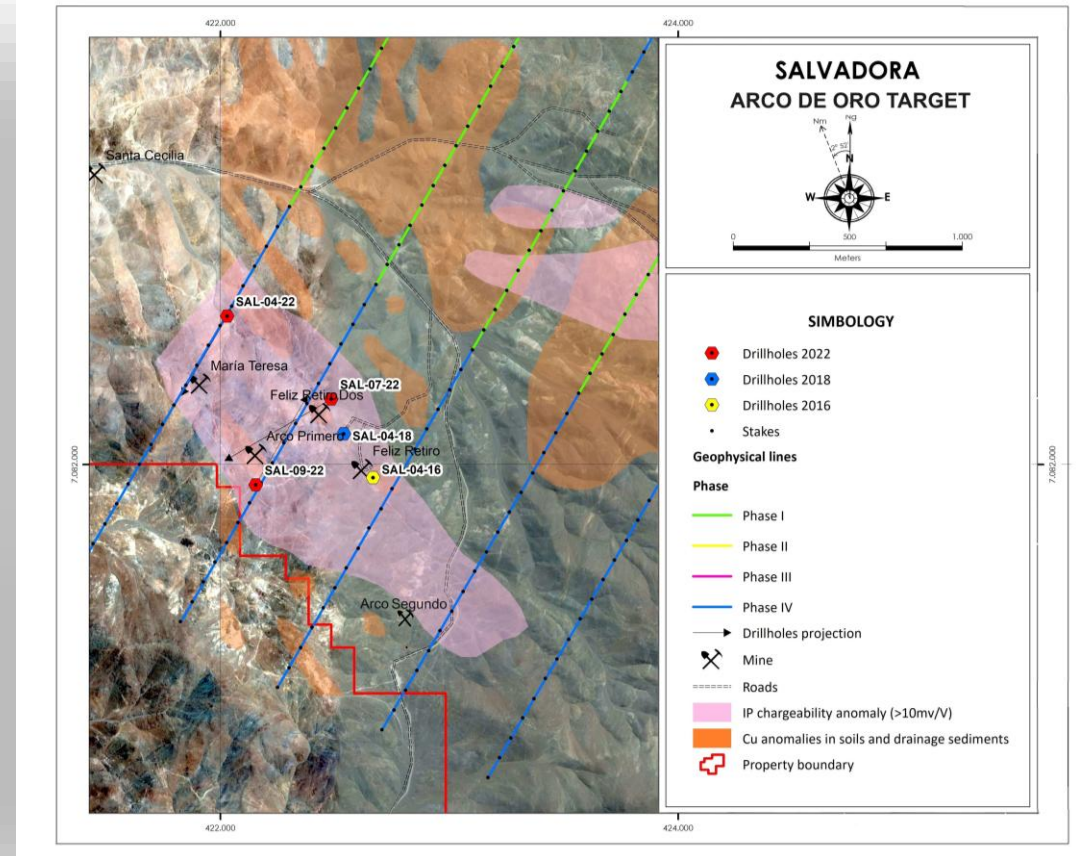 422.000
424.000
SALVADORA
ARCO DE ORO TARGET
Nm
Ng
N
W
E
0
500
1,000
Meters
Santa Cecilia
SAL-04-22
María Teresa
SAL-07-22
Feliz Retiro Dos
Arco Primero
SAL-04-18
Feliz Retiro
SAL-09-22
SAL-04-16
Arco Segundo
7,082.000
7,082.000
SIMBOLOGY
Drillholes 2022
Drillholes 2018
Drillholes 2016
Stakes
Geophysical lines
Phase
Phase I
Phase II
Phase III
Phase IV
Drillholes projection
Mine
Roads
IP chargeability anomaly (>10mv/V)
Cu anomalies in soils and drainage sediments
Property boundary
422.000
424.000